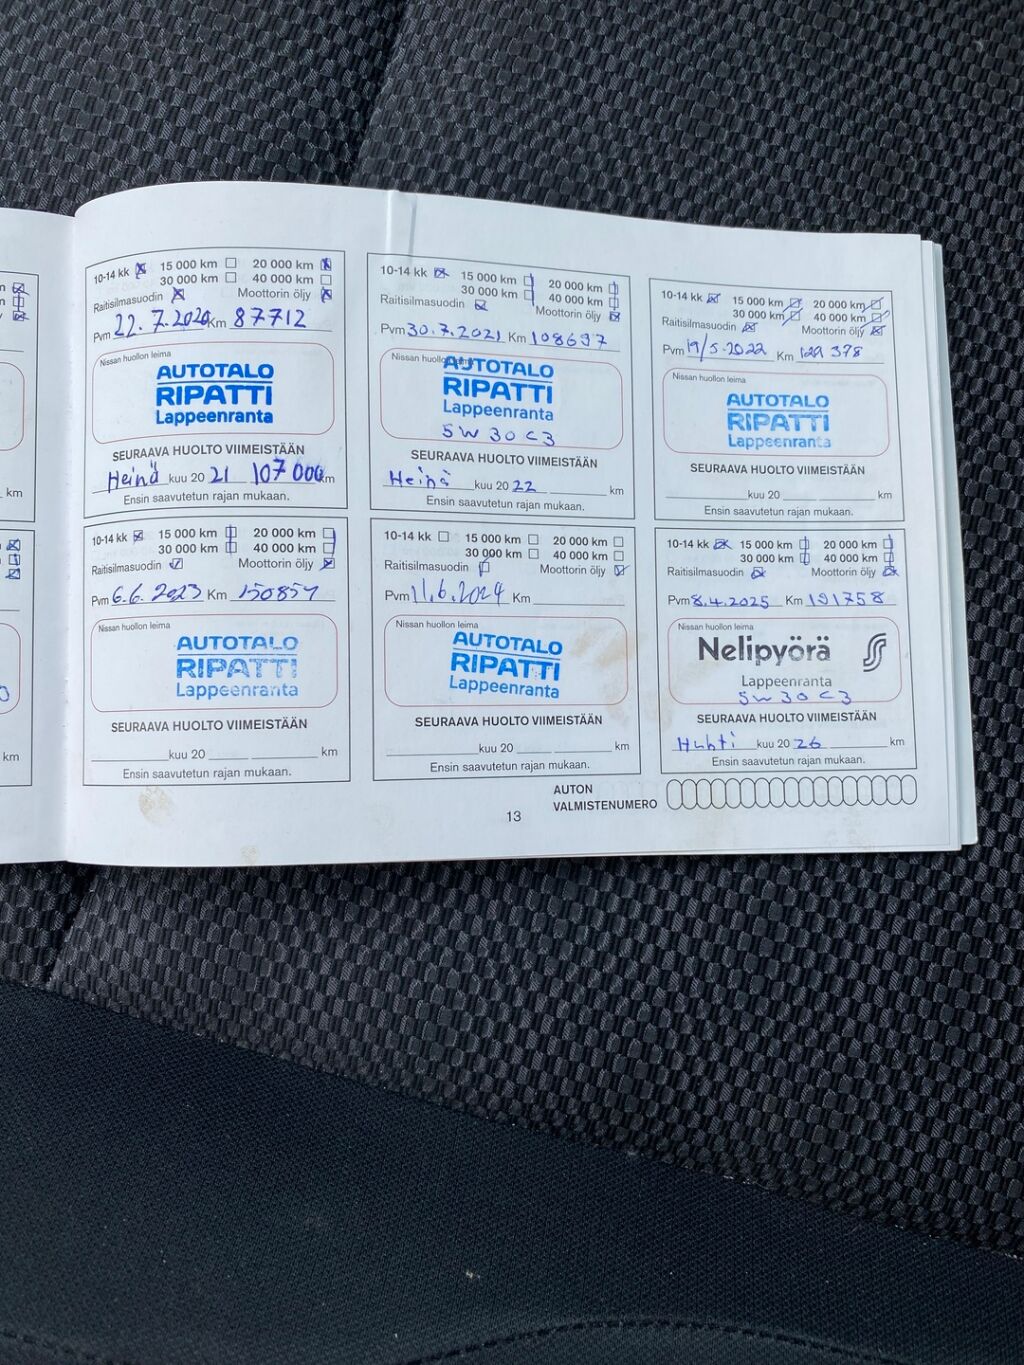 10-14 kk 15 000 km 20 000 km
30 000 km 40 000 km
Raitisilmasuodin Moottorin öljy
Pvm 22.7.2020 Km 87712
Nissan huollon leima
AUTOTALO
RIPATTI
Lappeenranta
SEURAAVA HUOLTO VIIMEISTÄÄN
Heinä kuu 20 21 107 000 km
Ensin saavutetun rajan mukaan.
10-14 kk 15 000 km 20 000 km
30 000 km 40 000 km
Raitisilmasuodin Moottorin öljy
Pvm 30.7.2021 Km 108697
Nissan huollon leima
AUTOTALO
RIPATTI
Lappeenranta
5W30 C3
SEURAAVA HUOLTO VIIMEISTÄÄN
Heinä kuu 20 22 km
Ensin saavutetun rajan mukaan.
10-14 kk 15 000 km 20 000 km
30 000 km 40 000 km
Raitisilmasuodin Moottorin öljy
Pvm 19/5.2022 Km 129 378
Nissan huollon leima
AUTOTALO
RIPATTI
Lappeenranta
SEURAAVA HUOLTO VIIMEISTÄÄN
kuu 20 km
Ensin saavutetun rajan mukaan.
km
10-14 kk 15 000 km 20 000 km
30 000 km 40 000 km
Raitisilmasuodin Moottorin öljy
Pvm 6.6.2023 Km 150857
Nissan huollon leima
AUTOTALO
RIPATTI
Lappeenranta
SEURAAVA HUOLTO VIIMEISTÄÄN
kuu 20 km
Ensin saavutetun rajan mukaan.
10-14 kk 15 000 km 20 000 km
30 000 km 40 000 km
Raitisilmasuodin Moottorin öljy
Pvm 11.6.2024 Km
Nissan huollon leima
AUTOTALO
RIPATTI
Lappeenranta
SEURAAVA HUOLTO VIIMEISTÄÄN
kuu 20 km
Ensin saavutetun rajan mukaan.
10-14 kk 15 000 km 20 000 km
30 000 km 40 000 km
Raitisilmasuodin Moottorin öljy
Pvm 8.4.2025 Km 191758
Nissan huollon leima
Nelipyörä
Lappeenranta
5W30 C3
SEURAAVA HUOLTO VIIMEISTÄÄN
Huhti kuu 20 26 km
Ensin saavutetun rajan mukaan.
km
AUTON
VALMISTENUMERO
13